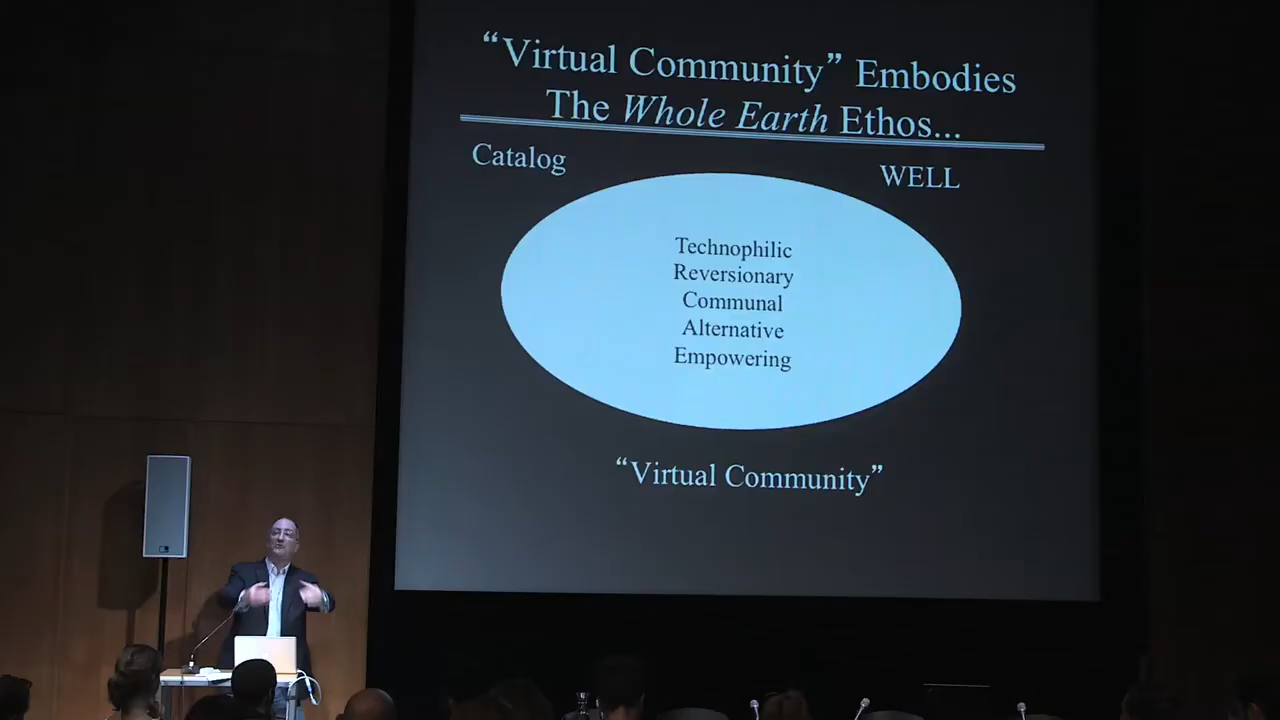 “Virtual Community” Embodies
The Whole Earth Ethos...
Catalog
WELL
Technophilic
Reversionary
Communal
Alternative
Empowering
“Virtual Community”